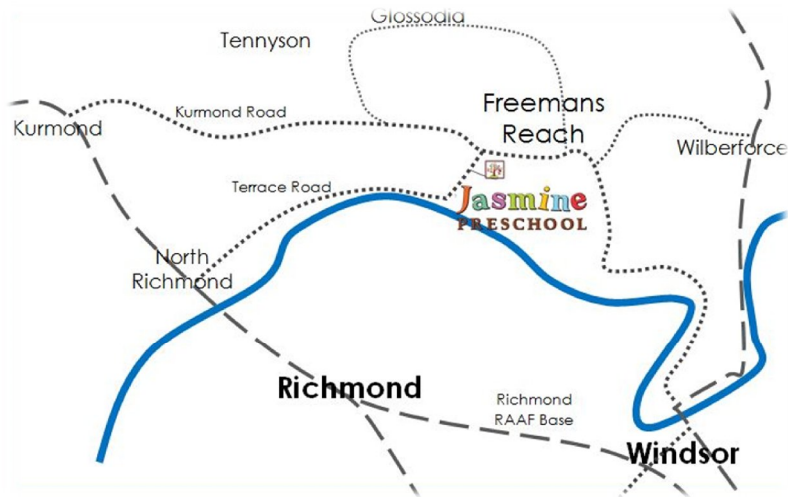 Glossodia
Tennyson
Freemans
Reach
Kurmond Road
Kurmond
Wilberforce
Terrace Road
Jasmine
PRESCHOOL
North
Richmond
Richmond
Richmond
RAAF Base
Windsor